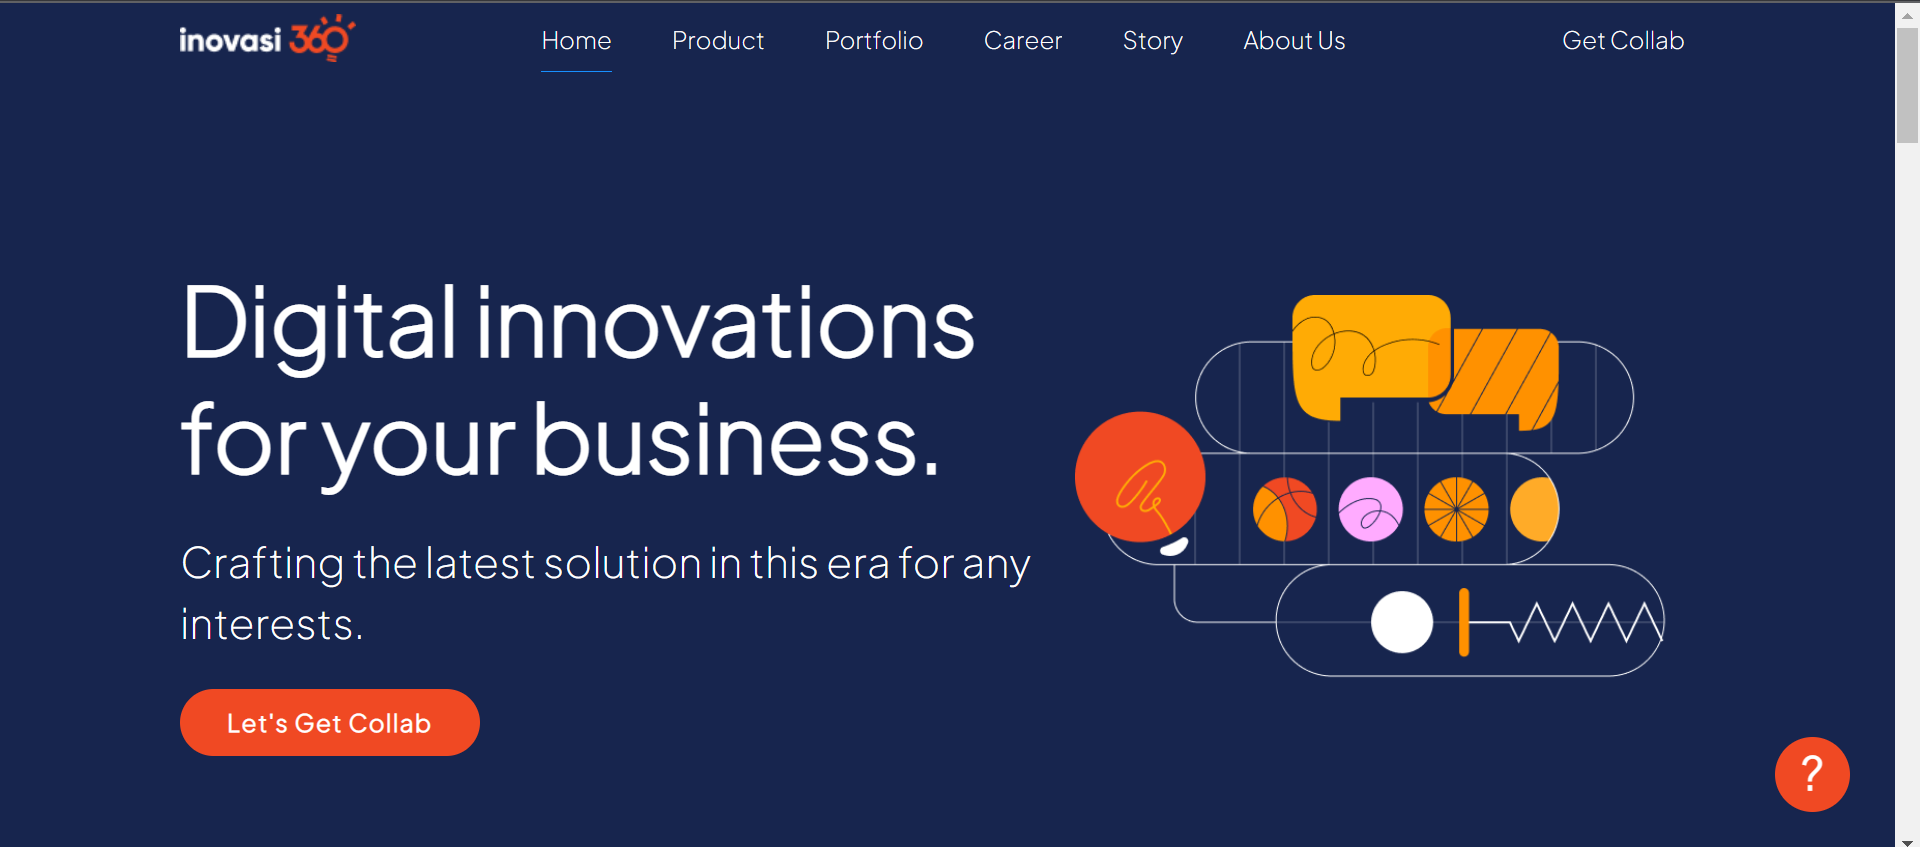 inovasi 360
Home
Product
Portfolio
Career
Story
About Us
Get Collab
Digital innovations
for your business.
Crafting the latest solution in this era for any
interests.
Let's Get Collab
?